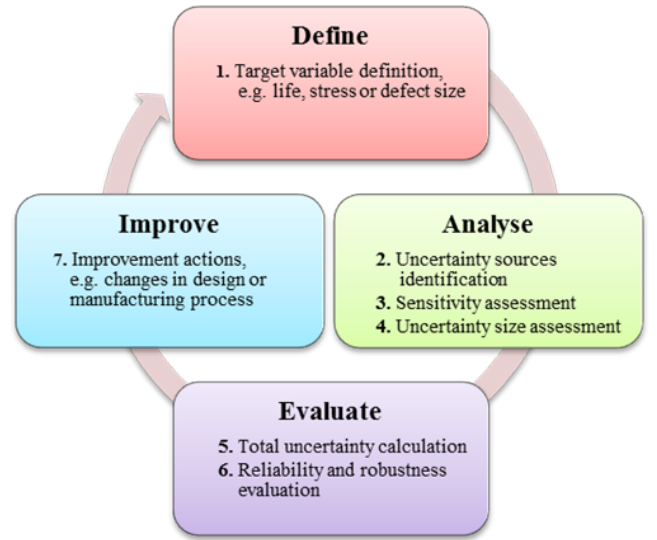 Define
1. Target variable definition,
e.g. life, stress or defect size
Analyse
2. Uncertainty sources
identification
3. Sensitivity assessment
4. Uncertainty size assessment
Evaluate
5. Total uncertainty calculation
6. Reliability and robustness
evaluation
Improve
7. Improvement actions,
e.g. changes in design or
manufacturing process